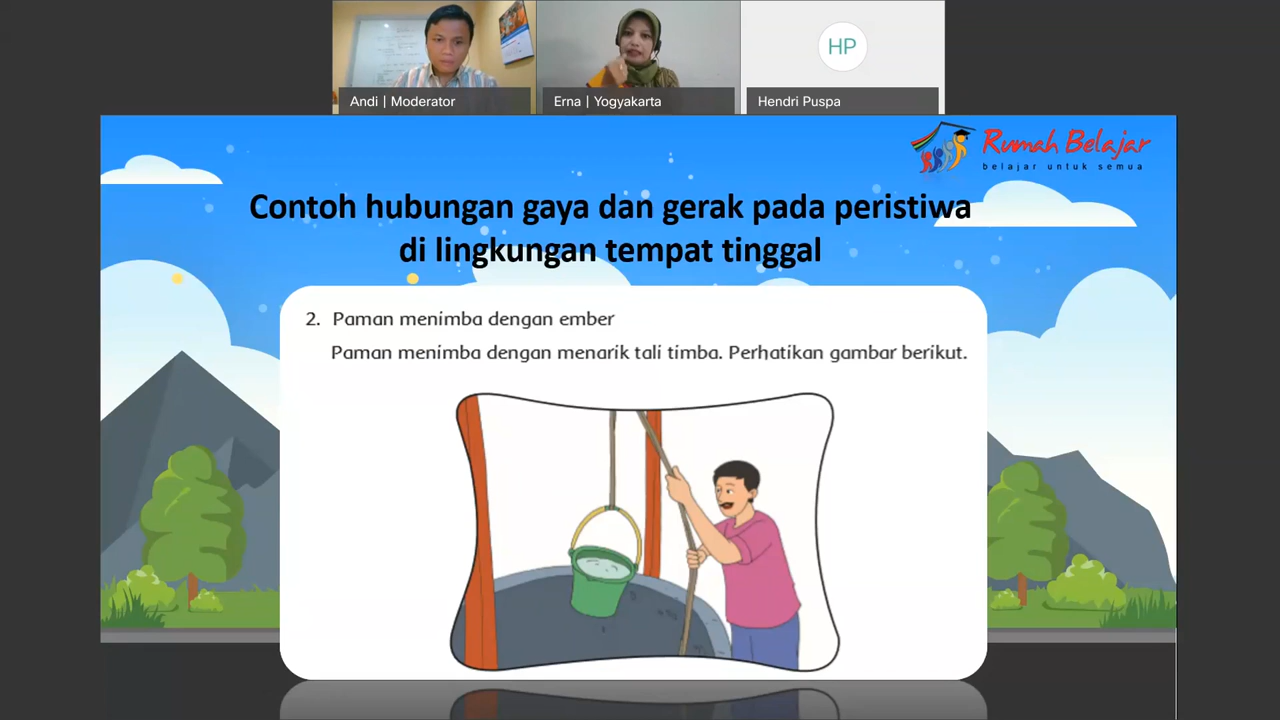 Andi | Moderator
Erna | Yogyakarta
HP
Hendri Puspa
Rumah Belajar
belajar untuk semua
Contoh hubungan gaya dan gerak pada peristiwa
di lingkungan tempat tinggal
2. Paman menimba dengan ember
Paman menimba dengan menarik tali timba. Perhatikan gambar berikut.